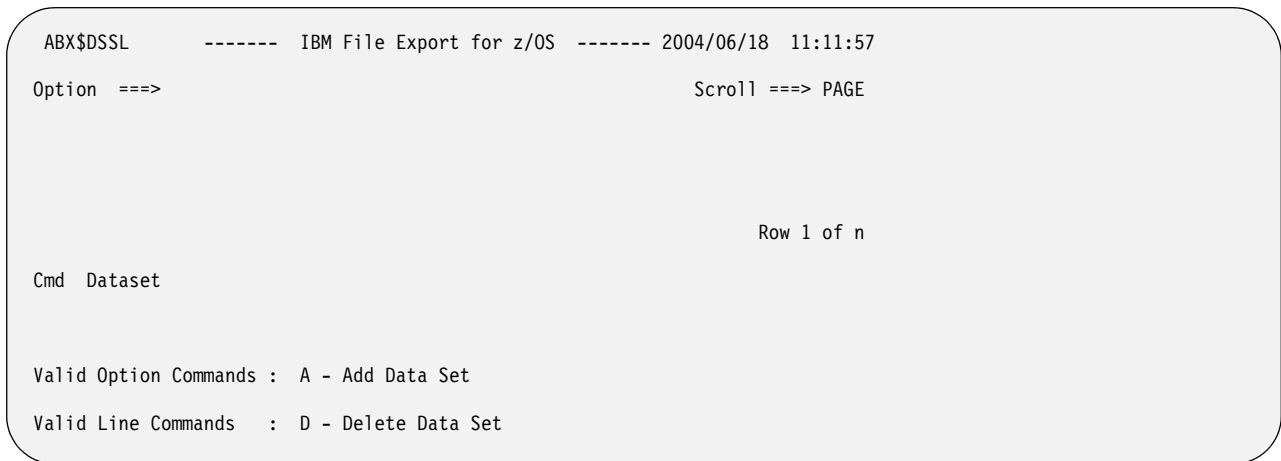 ABX$DSSL ------- IBM File Export for z/OS ------- 2004/06/18 11:11:57
Option ===> Scroll ===> PAGE
Row 1 of n
Cmd Dataset
Valid Option Commands : A - Add Data Set
Valid Line Commands : D - Delete Data Set